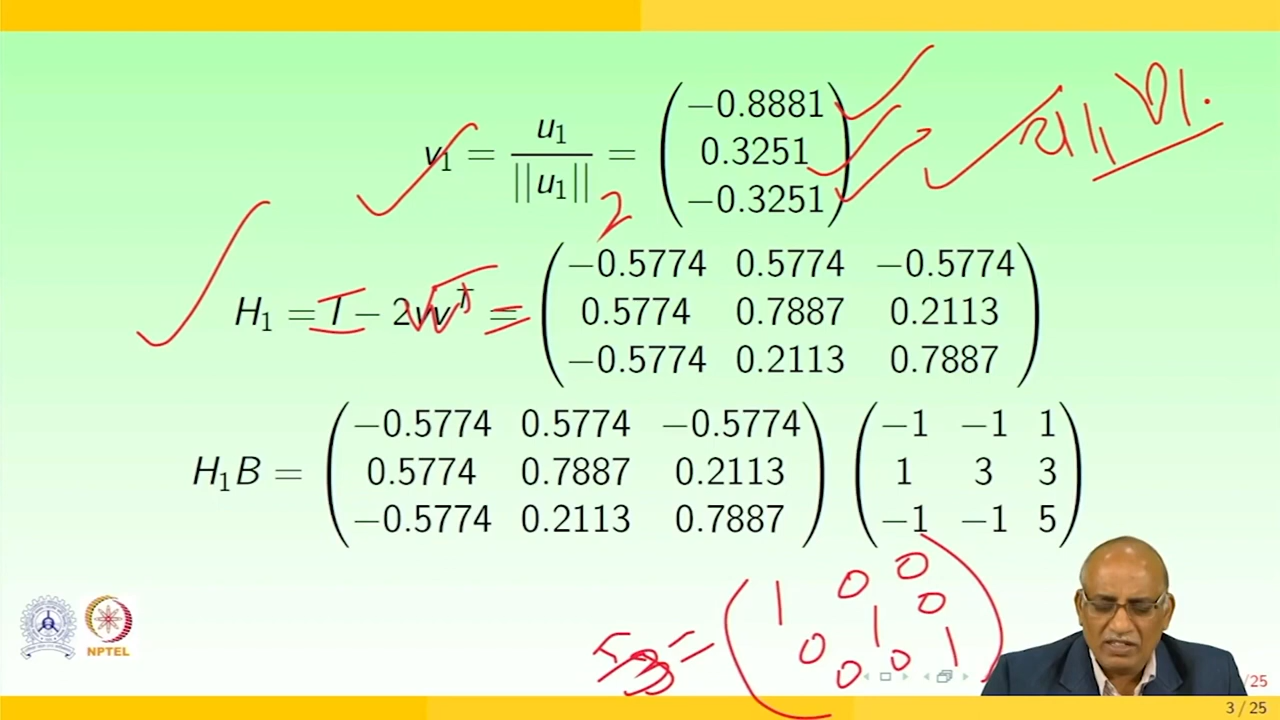 v₁ = u₁ / ||u₁||₂ = (−0.8881 0.3251 −0.3251)
H₁ = I − 2vvᵀ =
−0.5774 0.5774 −0.5774
0.5774 0.7887 0.2113
−0.5774 0.2113 0.7887
H₁B =
−0.5774 0.5774 −0.5774 −1 −1 1
0.5774 0.7887 0.2113 1 3 3
−0.5774 0.2113 0.7887 −1 −1 5
1 0 0
0 1 0
0 0 1
NPTEL
/25
3 / 25